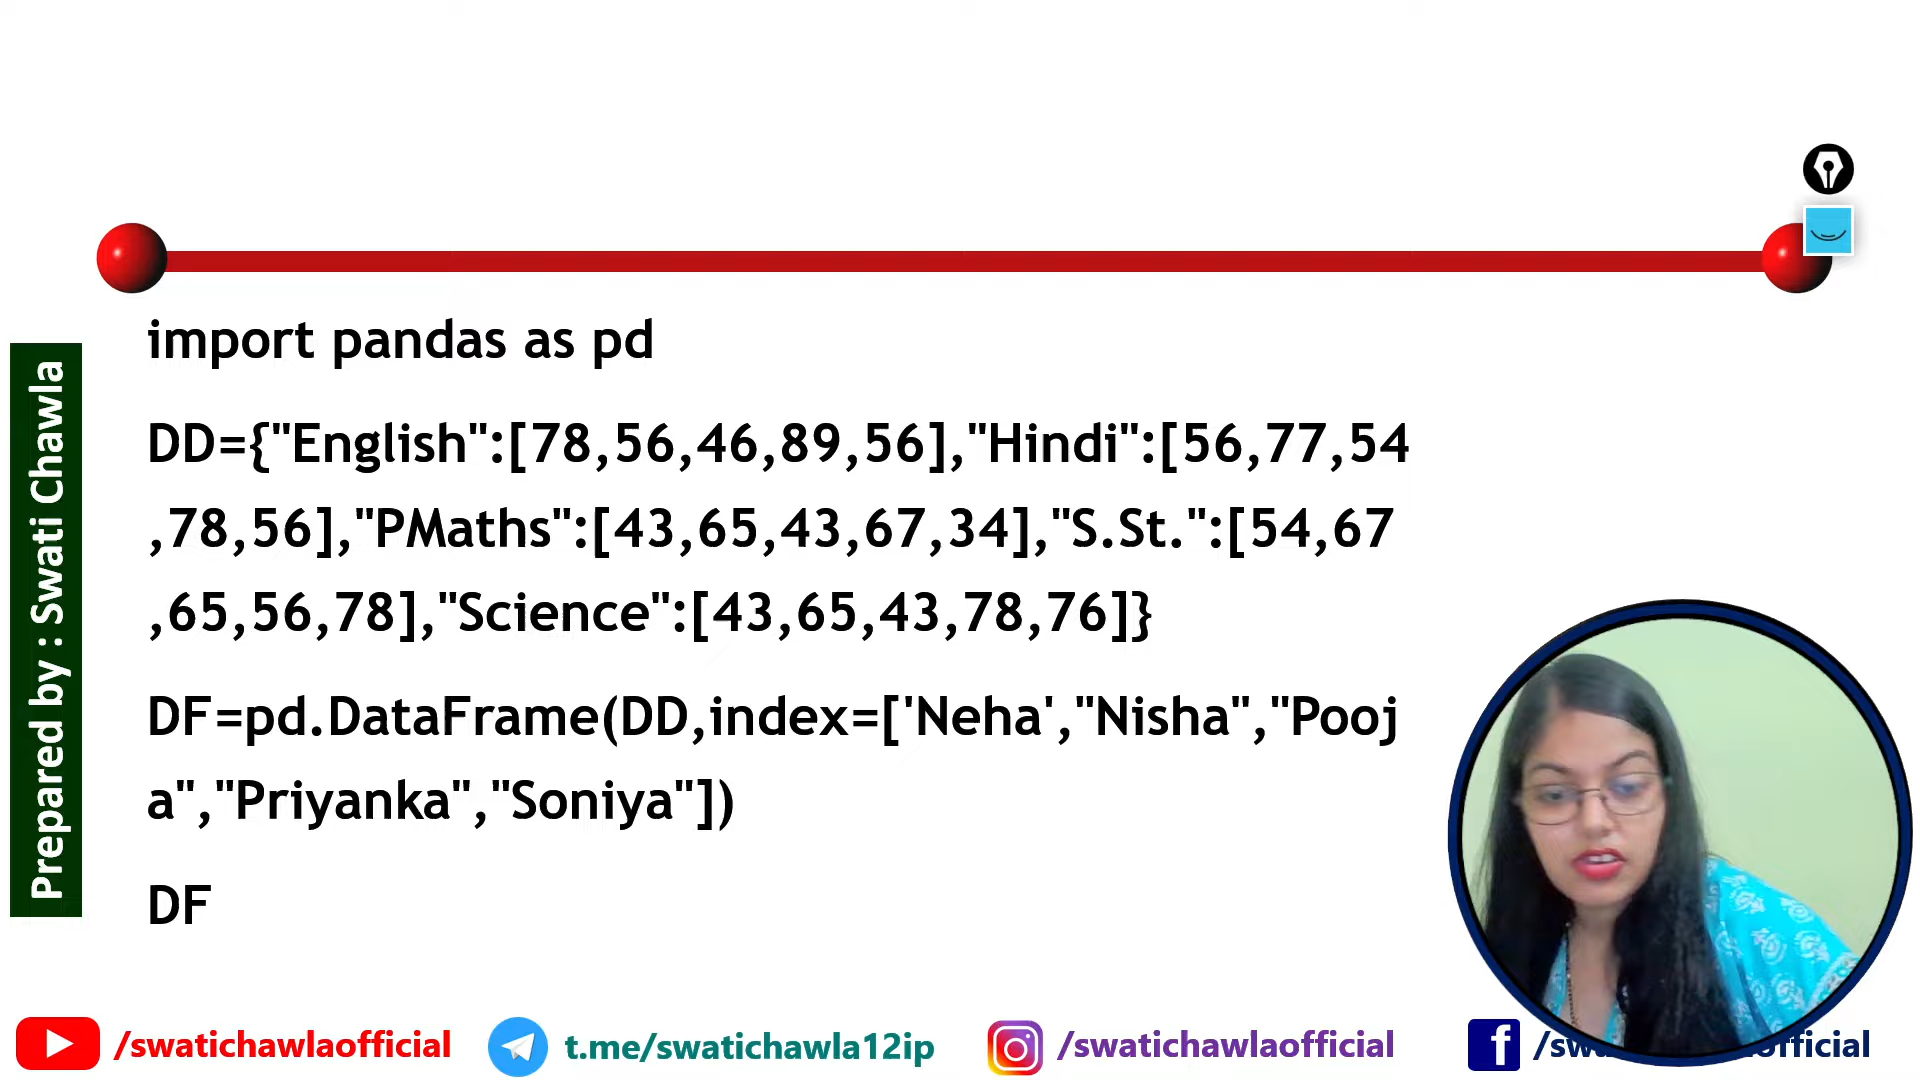 import pandas as pd
DD={"English":[78,56,46,89,56],"Hindi":[56,77,54
,78,56],"PMaths":[43,65,43,67,34],"S.St.":[54,67
,65,56,78],"Science":[43,65,43,78,76]}
DF=pd.DataFrame(DD,index=['Neha',"Nisha","Pooj
a","Priyanka","Soniya"])
DF
Prepared by : Swati Chawla
/swatichawlaofficial
t.me/swatichawla12ip
/swatichawlaofficial